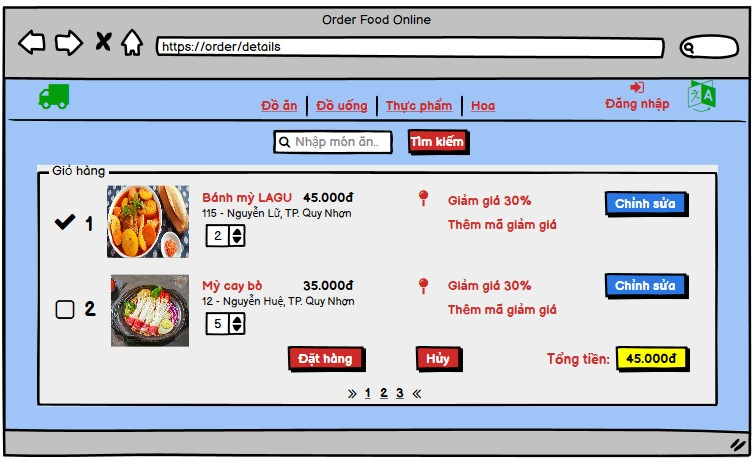 Order Food Online
https://order/details
Đồ ăn | Đồ uống | Thực phẩm | Hoa
Đăng nhập
Nhập món ăn..
Tìm kiếm
Giỏ hàng
1
Bánh mỳ LAGU 45.000đ
115 - Nguyễn Lữ, TP. Quy Nhơn
2
Giảm giá 30%
Thêm mã giảm giá
Chỉnh sửa
2
Mỳ cay bò 35.000đ
12 - Nguyễn Huệ, TP. Quy Nhơn
5
Giảm giá 30%
Thêm mã giảm giá
Chỉnh sửa
Đặt hàng
Hủy
Tổng tiền: 45.000đ
» 1 2 3 «